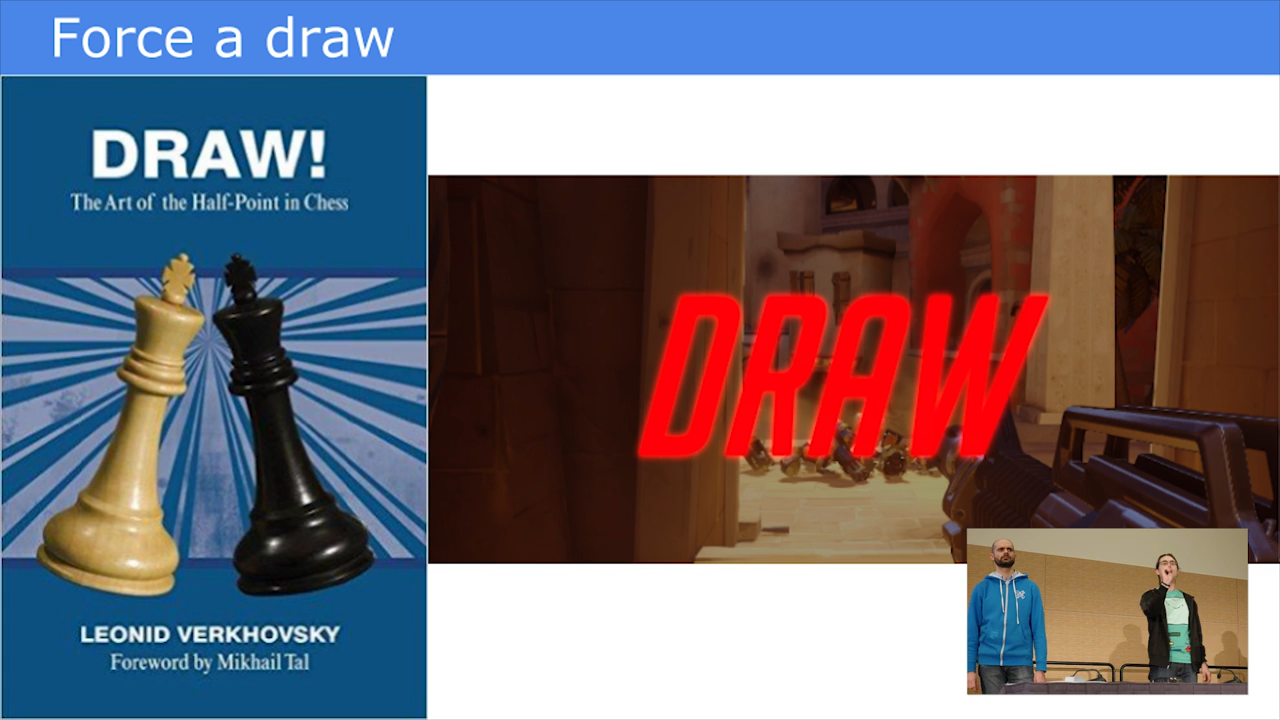 Force a draw
DRAW!
The Art of the Half-Point in Chess
LEONID VERKHOVSKY
Foreword by Mikhail Tal
DRAW